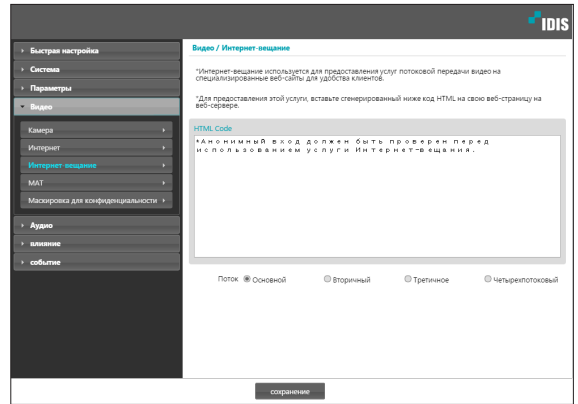 IDIS
Быстрая настройка
Система
Параметры
Видео
Камера
Интернет
Интернет-вещание
MAT
Маскировка для конфиденциальности
Аудио
влияние
событие
Видео / Интернет-вещание
*Интернет-вещание используется для предоставления услуг потоковой передачи видео на
специализированные веб-сайты для удобства клиентов.
*Для предоставления этой услуги, вставьте сгенерированный ниже код HTML на свою веб-страницу на
веб-сервере.
HTML Code
*Анонимный вход должен быть проверен перед
использованием услуги Интернет-вещания.
Поток Основной Вторичный Третичное Четырехпотоковый
сохранение